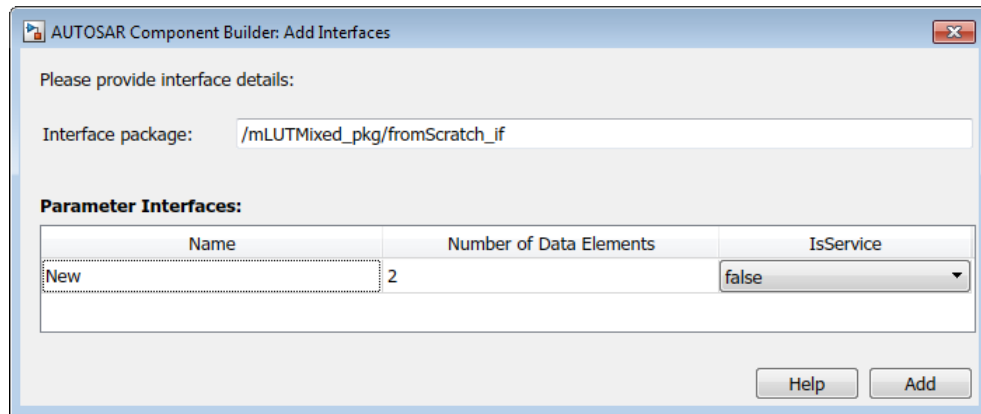 AUTOSAR Component Builder: Add Interfaces
Please provide interface details:
Interface package: /mLUTMixed_pkg/fromScratch_if
Parameter Interfaces:
Name Number of Data Elements IsService
New 2 false
Help Add